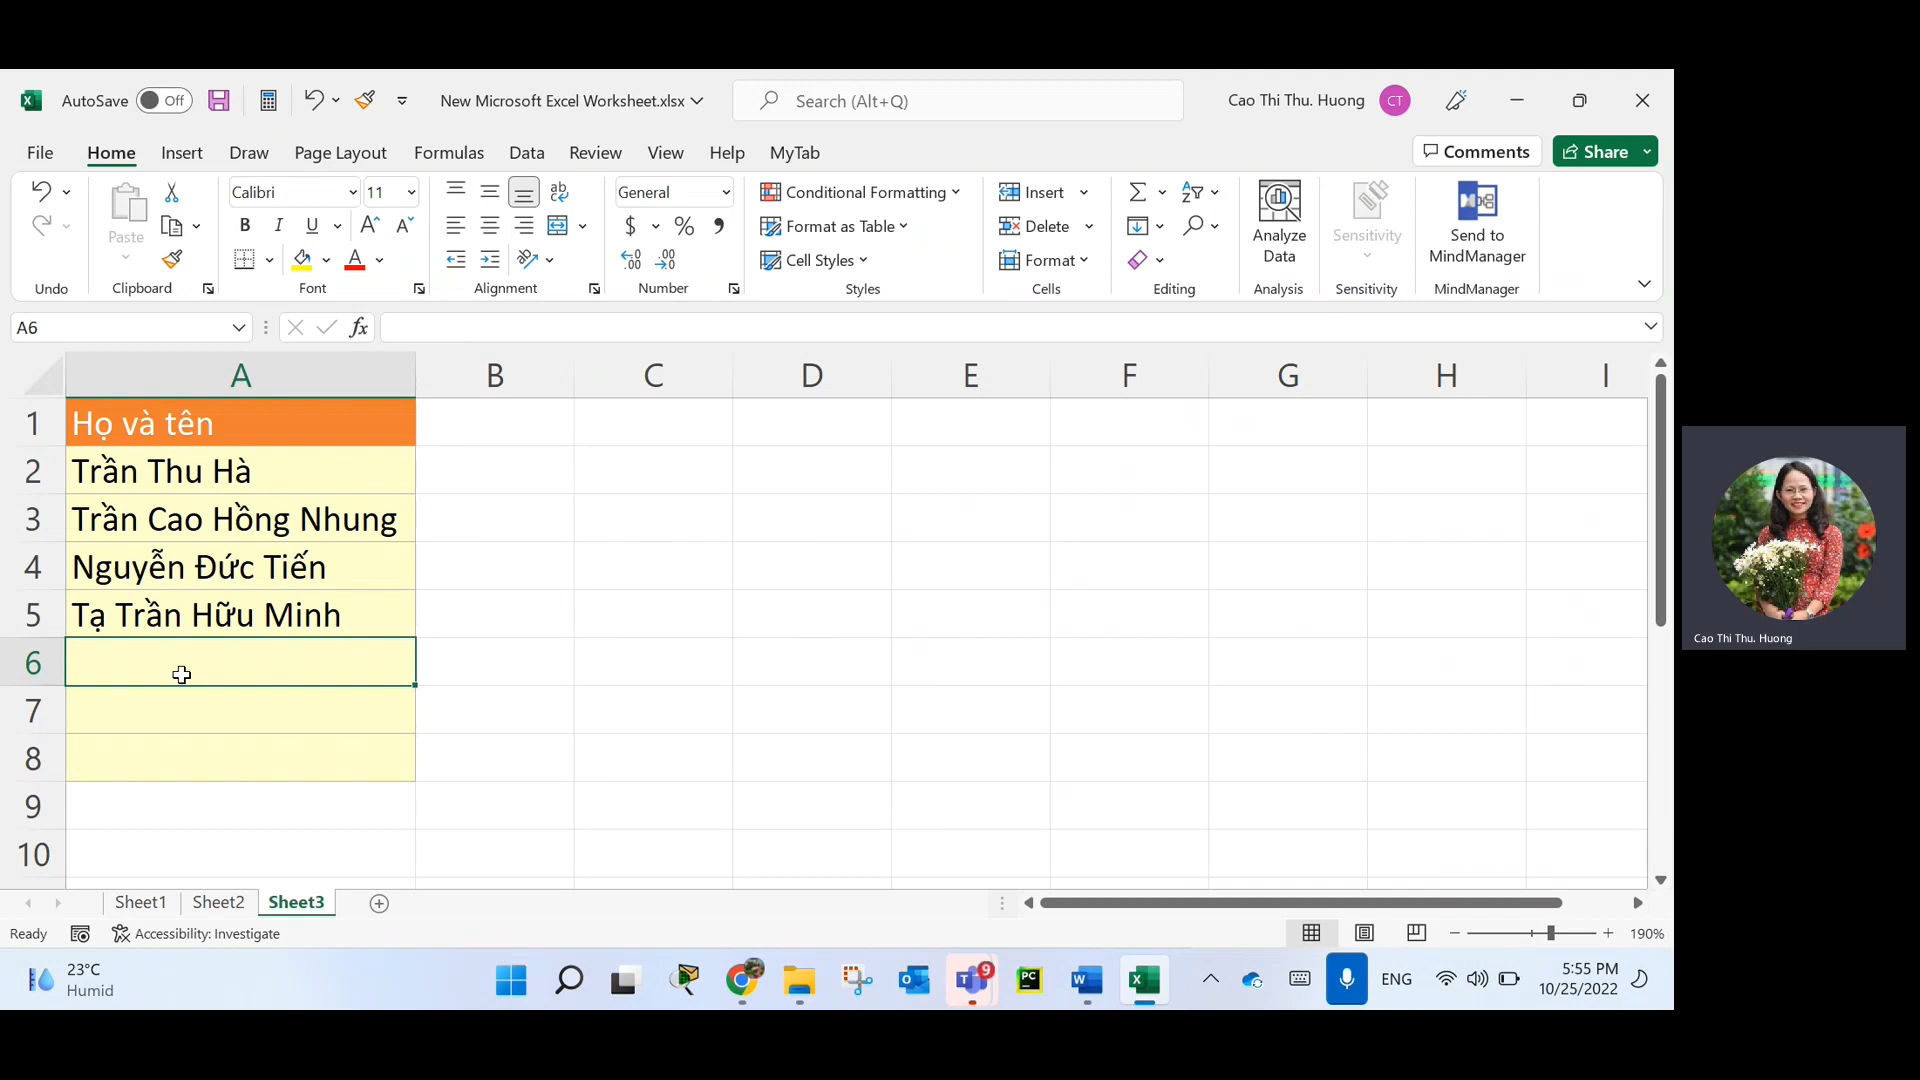 AutoSave Off New Microsoft Excel Worksheet.xlsx Search (Alt+Q) Cao Thi Thu. Huong CT
File Home Insert Draw Page Layout Formulas Data Review View Help MyTab Comments Share
Calibri 11 General Conditional Formatting Insert
Paste B I U $ % Format as Table Delete Analyze Data Sensitivity Send to MindManager
A Cell Styles Format
Undo Clipboard Font Alignment Number Styles Cells Editing Analysis Sensitivity MindManager
A6 fx
A B C D E F G H I
1 Họ và tên
2 Trần Thu Hà
3 Trần Cao Hồng Nhung
4 Nguyễn Đức Tiến
5 Tạ Trần Hữu Minh
6
7
8
9
10
Cao Thi Thu. Huong
Sheet1 Sheet2 Sheet3
Ready Accessibility: Investigate 190%
23°C
Humid
9 ENG
5:55 PM
10/25/2022